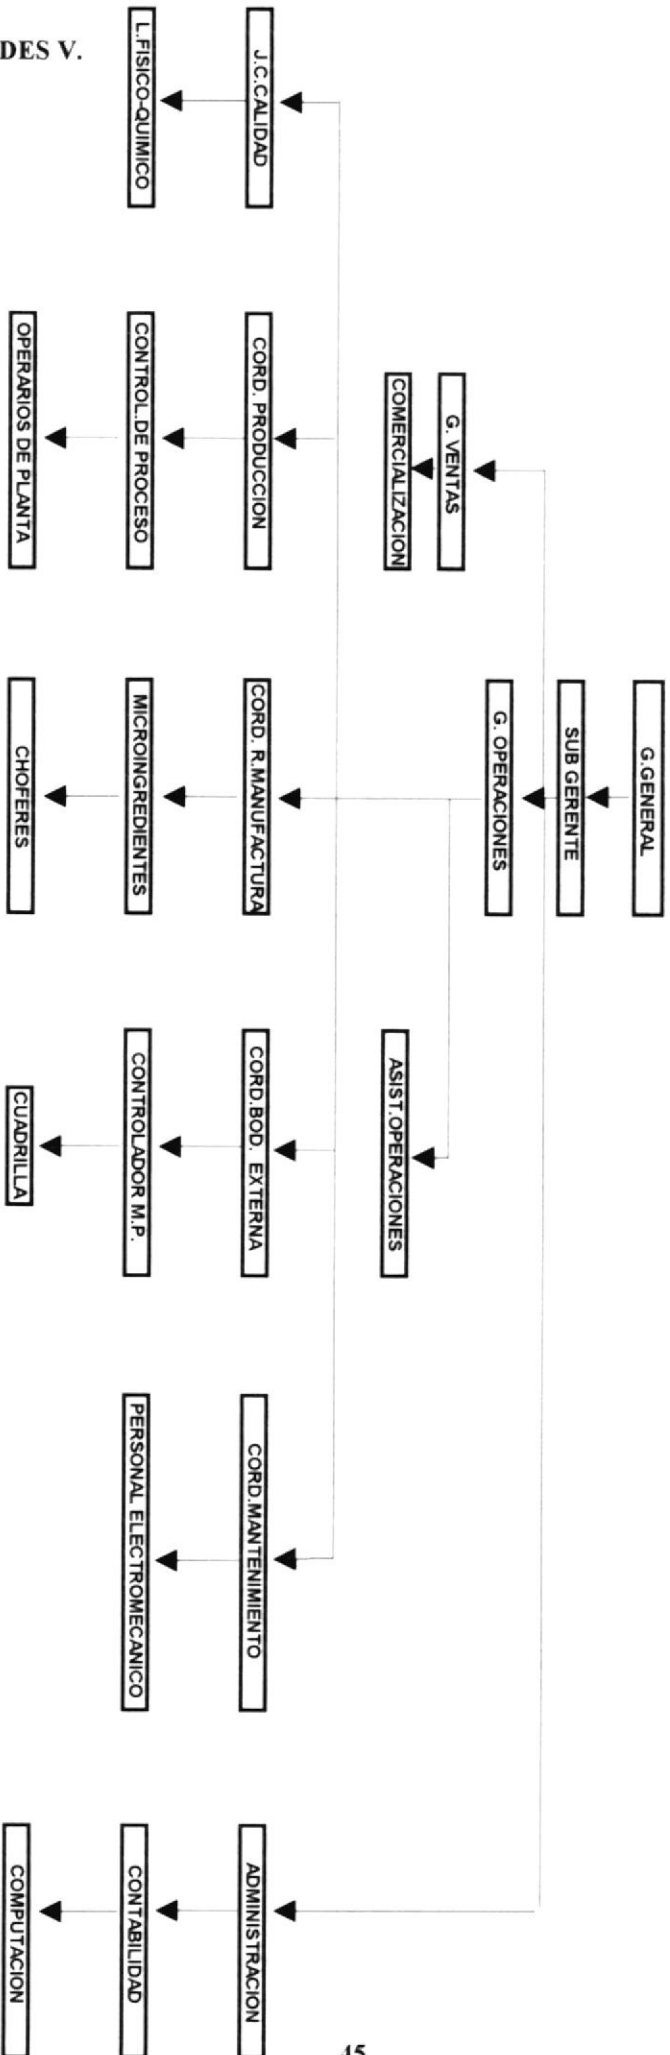 DES V.
G.GENERAL
SUB GERENTE
G. OPERACIONES
G. VENTAS
COMERCIALIZACION
ASIST.OPERACIONES
J.C.CALIDAD
CORD. PRODUCCION
CORD. R.MANUFACTURA
CORD.BOD. EXTERNA
CORD.MANTENIMIENTO
ADMINISTRACION
L.FISICO-QUIMICO
CONTROL.DE PROCESO
MICROINGREDIENTES
CONTROLADOR M.P.
PERSONAL ELECTROMECANICO
CONTABILIDAD
OPERARIOS DE PLANTA
CHOFERES
CUADRILLA
COMPUTACION
45